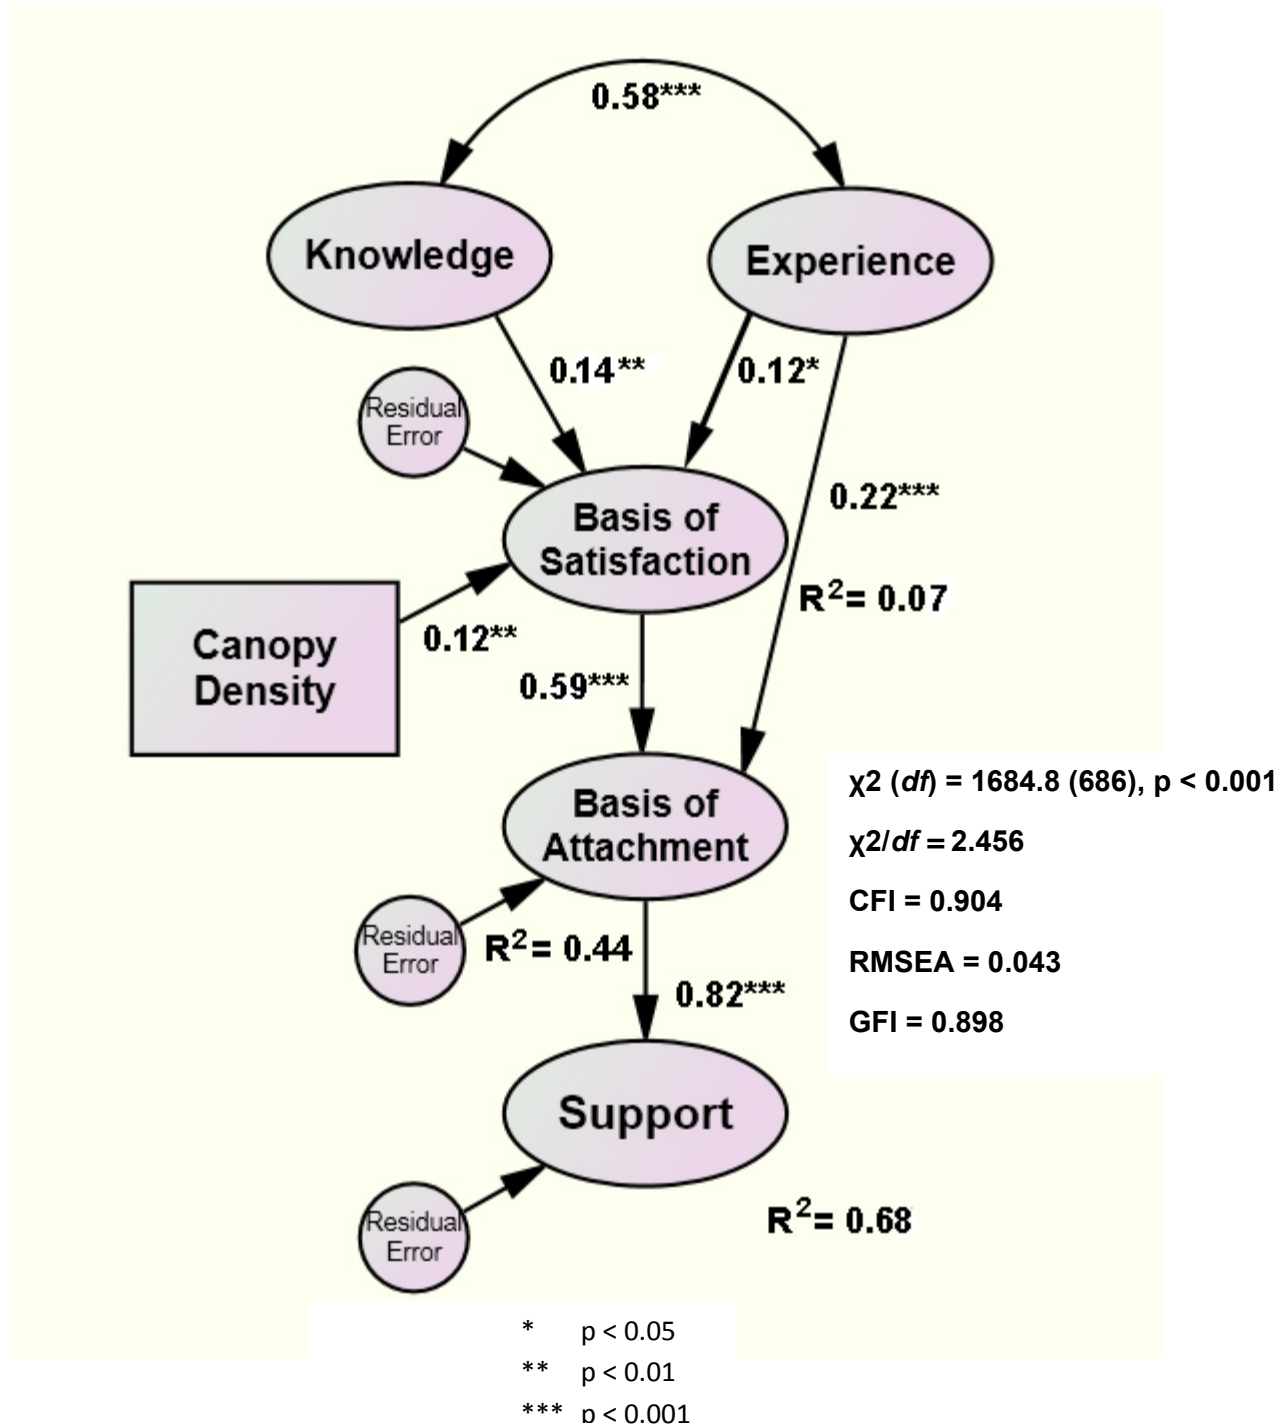 0.58***
Knowledge
Experience
0.14**
0.12*
Residual
Error
0.22***
Basis of
Satisfaction
R²= 0.07
Canopy
Density
0.12**
0.59***
Basis of
Attachment
χ2 (df) = 1684.8 (686), p < 0.001
χ2/df = 2.456
CFI = 0.904
RMSEA = 0.043
GFI = 0.898
Residual
Error
R²= 0.44
0.82***
Support
Residual
Error
R²= 0.68
* p < 0.05
** p < 0.01
*** p < 0.001